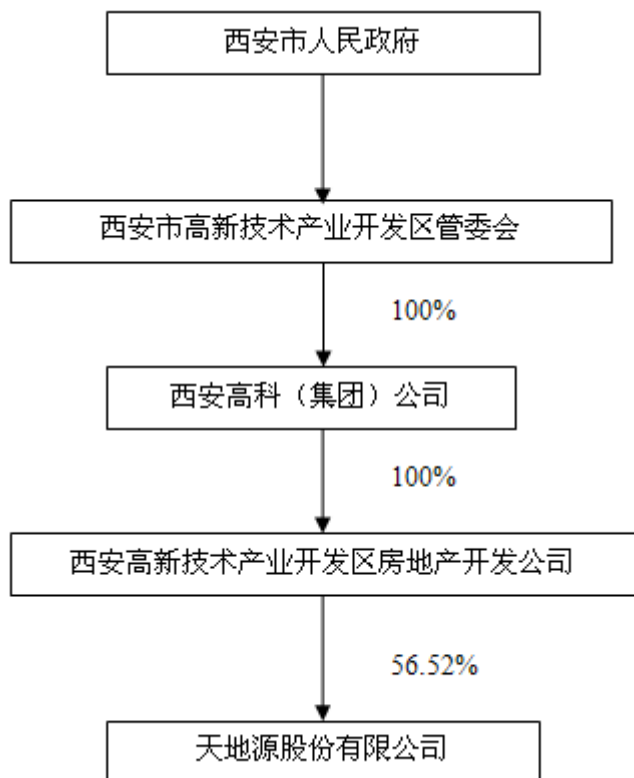 西安市人民政府
西安市高新技术产业开发区管委会
100%
西安高科（集团）公司
100%
西安高新技术产业开发区房地产开发公司
56.52%
天地源股份有限公司